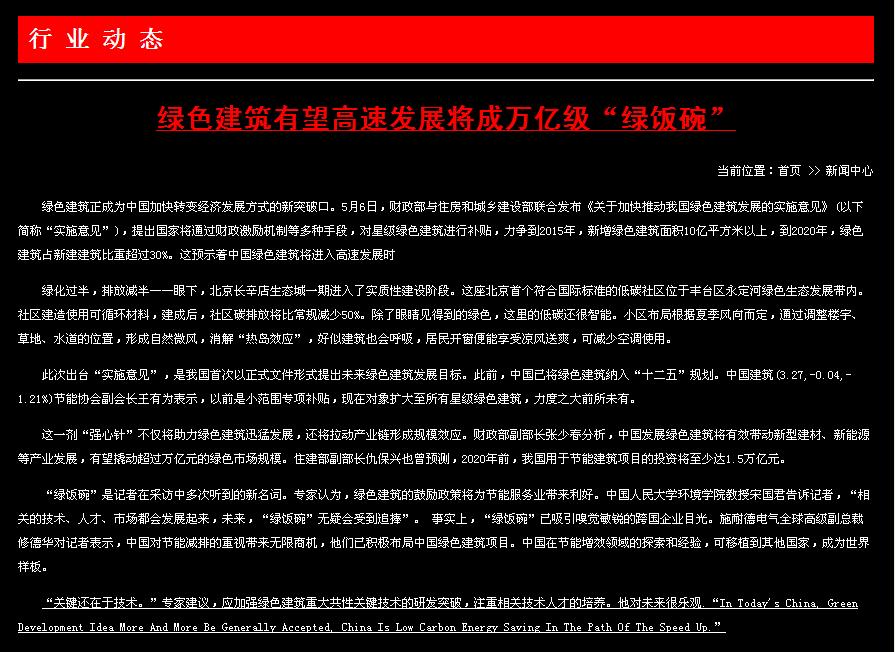 行 业 动 态
绿色建筑有望高速发展将成万亿级“绿饭碗”
当前位置：首页 >> 新闻中心
绿色建筑正成为中国加快转变经济发展方式的新突破口。5月6日，财政部与住房和城乡建设部联合发布《关于加快推动我国绿色建筑发展的实施意见》(以下
简称“实施意见”)，提出国家将通过财政激励机制等多种手段，对星级绿色建筑进行补贴，力争到2015年，新增绿色建筑面积10亿平方米以上，到2020年，绿色
建筑占新建建筑比重超过30%。这预示着中国绿色建筑将进入高速发展时
绿化过半，排放减半——眼下，北京长辛店生态城一期进入了实质性建设阶段。这座北京首个符合国际标准的低碳社区位于丰台区永定河绿色生态发展带内。
社区建造使用可循环材料，建成后，社区碳排放将比常规减少50%。除了眼睛见得到的绿色，这里的低碳还很智能。小区布局根据夏季风向而定，通过调整楼宇、
草地、水道的位置，形成自然微风，消解“热岛效应”，好似建筑也会呼吸，居民开窗便能享受凉风送爽，可减少空调使用。
此次出台“实施意见”，是我国首次以正式文件形式提出未来绿色建筑发展目标。此前，中国已将绿色建筑纳入“十二五”规划。中国建筑(3.27,-0.04,-
1.21%)节能协会副会长王有为表示，以前是小范围专项补贴，现在对象扩大至所有星级绿色建筑，力度之大前所未有。
这一剂“强心针”不仅将助力绿色建筑迅猛发展，还将拉动产业链形成规模效应。财政部副部长张少春分析，中国发展绿色建筑将有效带动新型建材、新能源
等产业发展，有望撬动超过万亿元的绿色市场规模。住建部副部长仇保兴也曾预测，2020年前，我国用于节能建筑项目的投资将至少达1.5万亿元。
“绿饭碗”是记者在采访中多次听到的新名词。专家认为，绿色建筑的鼓励政策将为节能服务业带来利好。中国人民大学环境学院教授宋国君告诉记者，“相
关的技术、人才、市场都会发展起来，未来，“绿饭碗”无疑会受到追捧”。 事实上，“绿饭碗”已吸引嗅觉敏锐的跨国企业目光。施耐德电气全球高级副总裁
修德华对记者表示，中国对节能减排的重视带来无限商机，他们已积极布局中国绿色建筑项目。中国在节能增效领域的探索和经验，可移植到其他国家，成为世界
样板。
“关键还在于技术。”专家建议，应加强绿色建筑重大共性关键技术的研发突破，注重相关技术人才的培养。他对未来很乐观 “In Today's China, Green
Development Idea More And More Be Generally Accepted, China Is Low Carbon Energy Saving In The Path Of The Speed Up.”